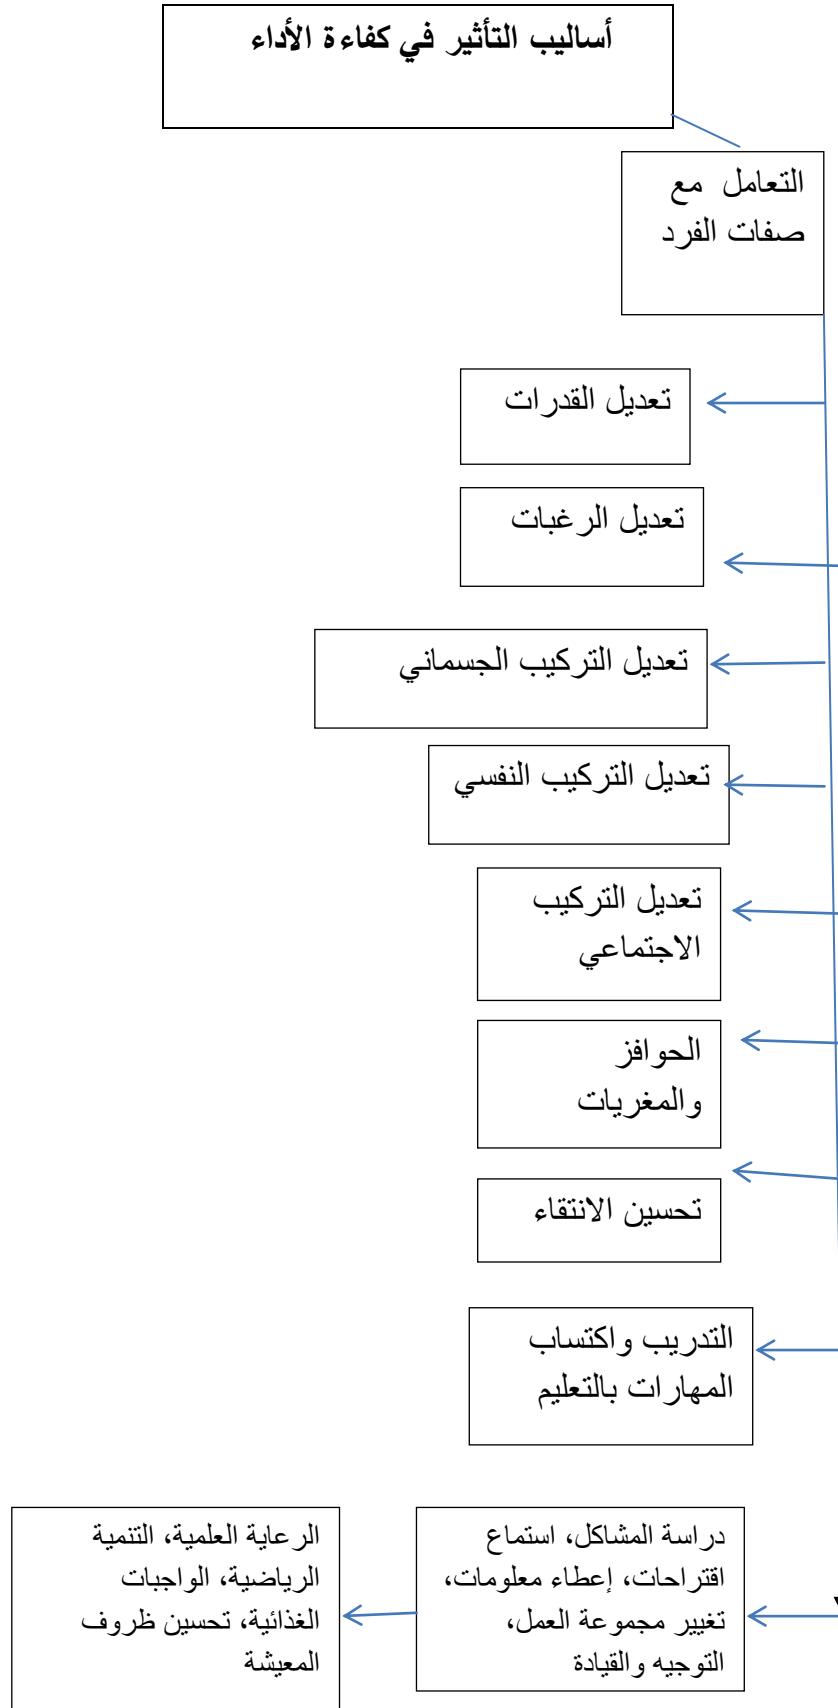 أساليب التأثير في كفاءة الأداء
التعامل مع
صفات الفرد
تعديل القدرات
تعديل الرغبات
تعديل التركيب الجسماني
تعديل التركيب النفسي
تعديل التركيب
الاجتماعي
الحوافز
والمغريات
تحسين الانتقاء
التدريب واكتساب
المهارات بالتعليم
دراسة المشاكل، استماع
اقتراحات، إعطاء معلومات،
تغيير مجموعة العمل،
التوجيه والقيادة
الرعاية العلمية، التنمية
الرياضية، الواجبات
الغذائية، تحسين ظروف
المعيشة